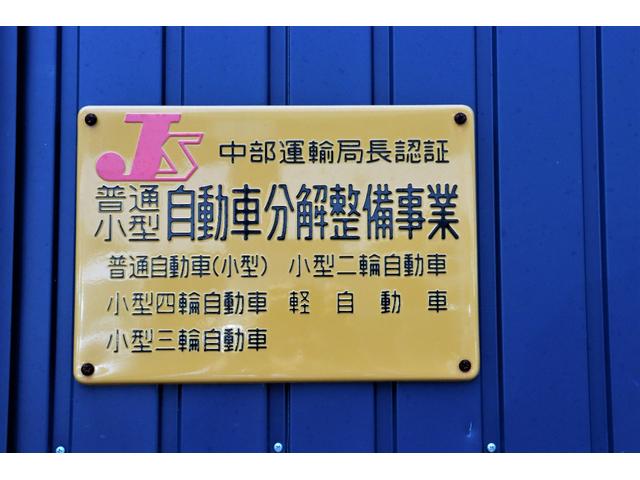 JS 中部運輸局長認証
普通
小型 自動車分解整備事業
普通自動車(小型) 小型二輪自動車
小型四輪自動車 軽自動車
小型三輪自動車